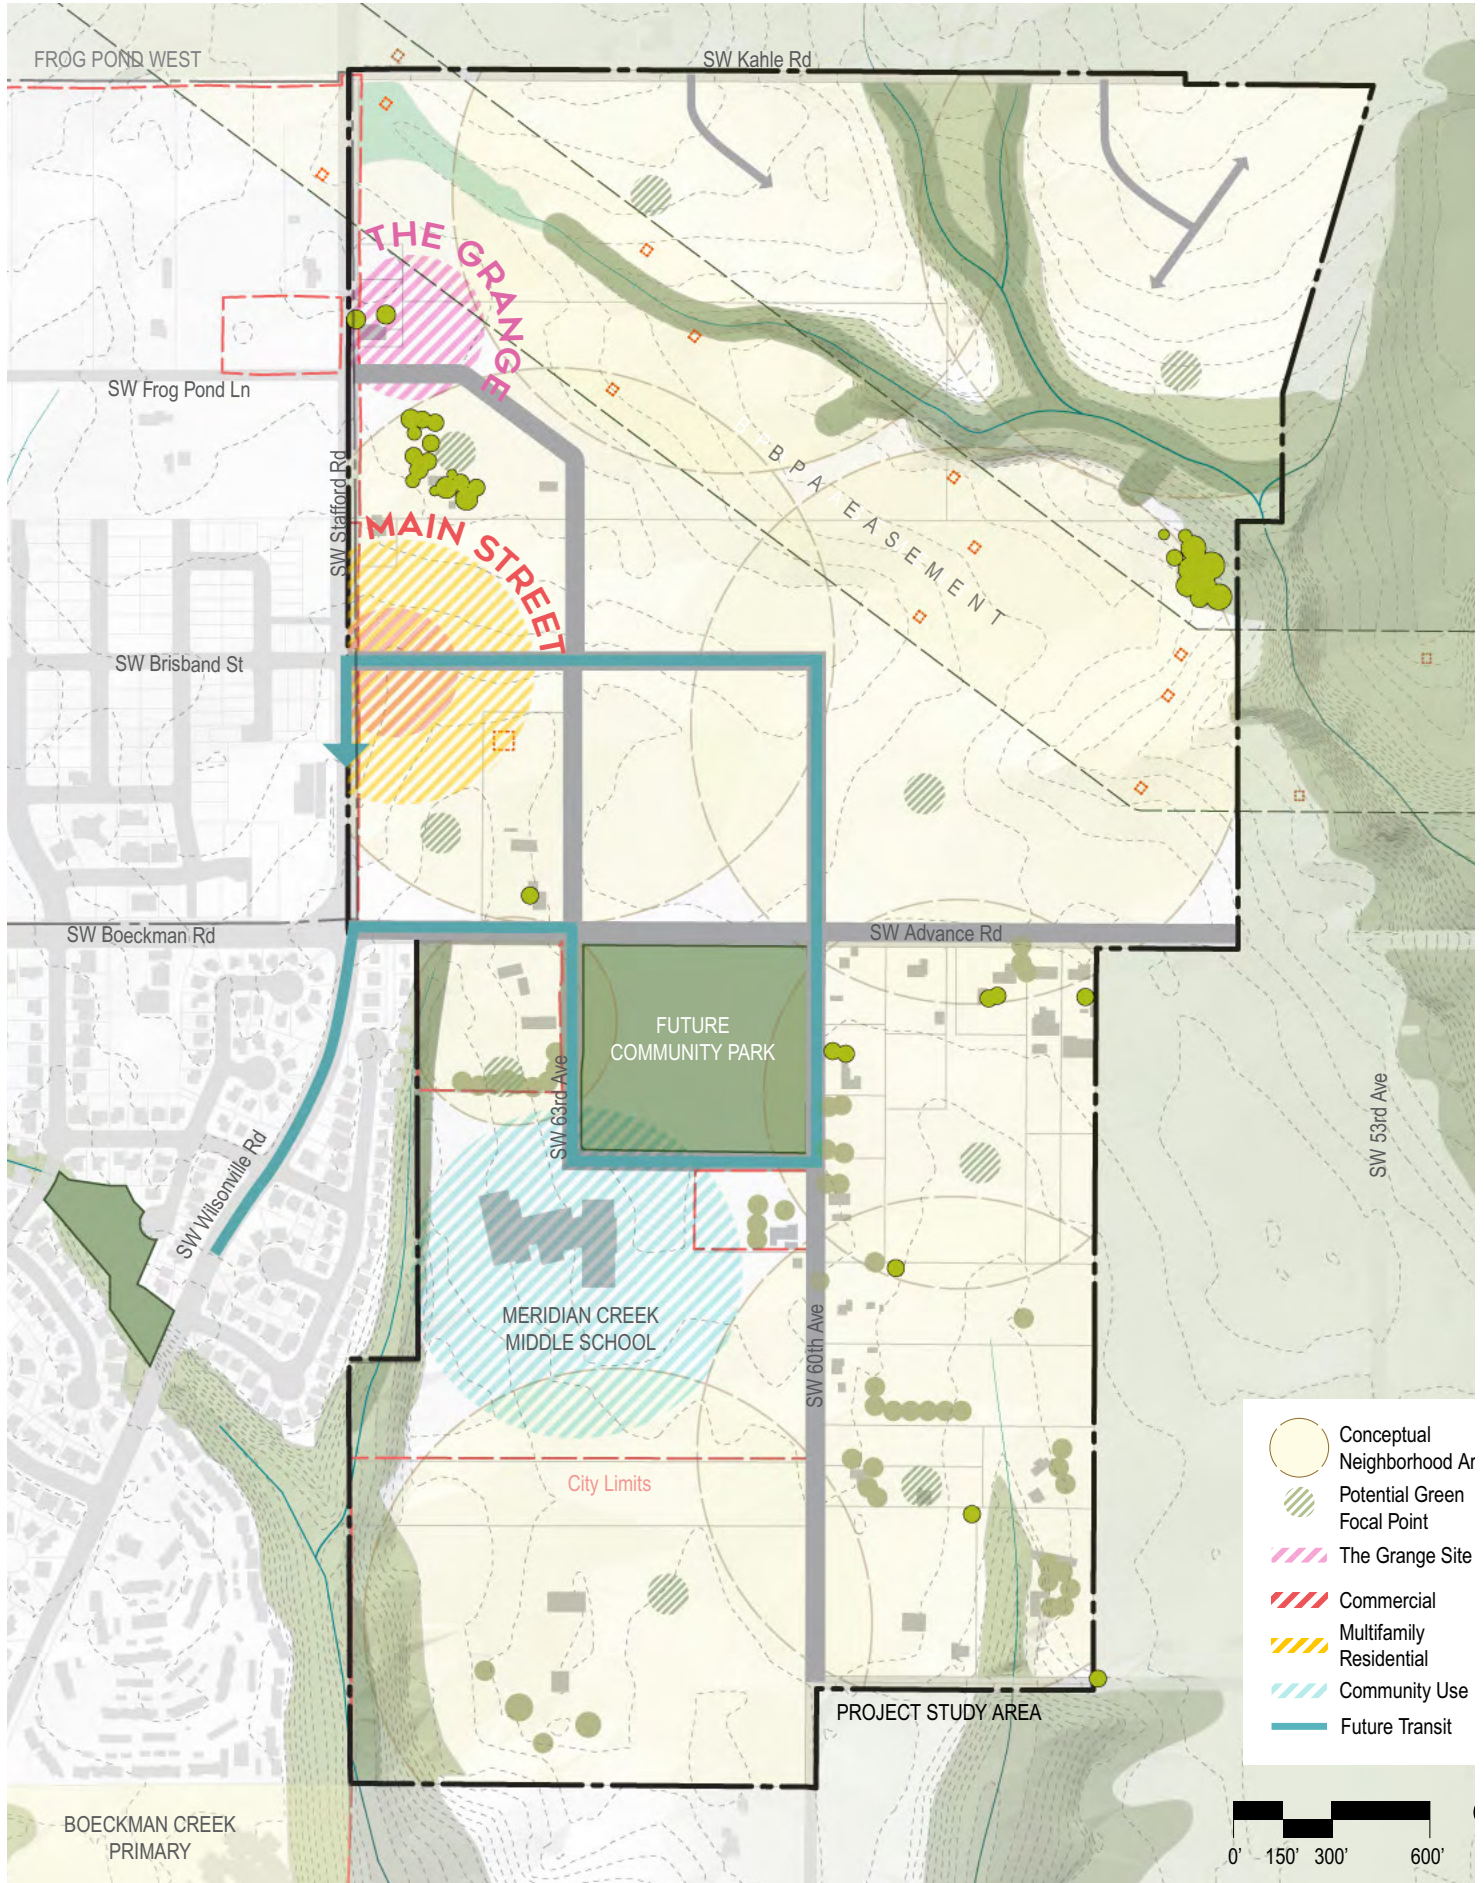 FROG POND WEST
SW Kahle Rd
THE GRANGE
SW Frog Pond Ln
SW Stafford Rd
BPA EASEMENT
MAIN STREET
SW Brisband St
SW Boeckman Rd
SW Advance Rd
FUTURE
COMMUNITY PARK
SW 63rd Ave
SW 53rd Ave
SW Wilsonville Rd
MERIDIAN CREEK
MIDDLE SCHOOL
SW 60th Ave
City Limits
Conceptual
Neighborhood Ar
Potential Green
Focal Point
The Grange Site
Commercial
Multifamily
Residential
Community Use
Future Transit
PROJECT STUDY AREA
BOECKMAN CREEK
PRIMARY
0' 150' 300' 600'